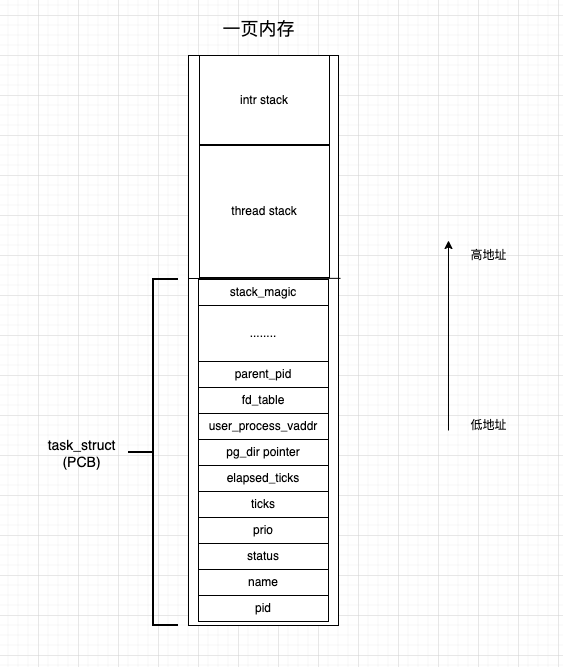 一页内存
intr stack
thread stack
高地址
stack_magic
........
parent_pid
fd_table
user_process_vaddr
低地址
task_struct
(PCB)
pg_dir pointer
elapsed_ticks
ticks
prio
status
name
pid